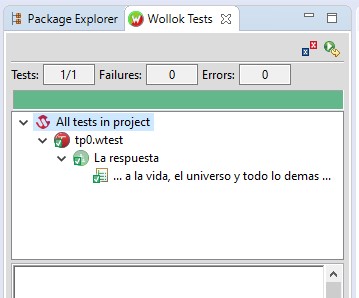 Package Explorer Wollok Tests
Tests: 1/1 Failures: 0 Errors: 0
All tests in project
tp0.wtest
La respuesta
... a la vida, el universo y todo lo demas ...